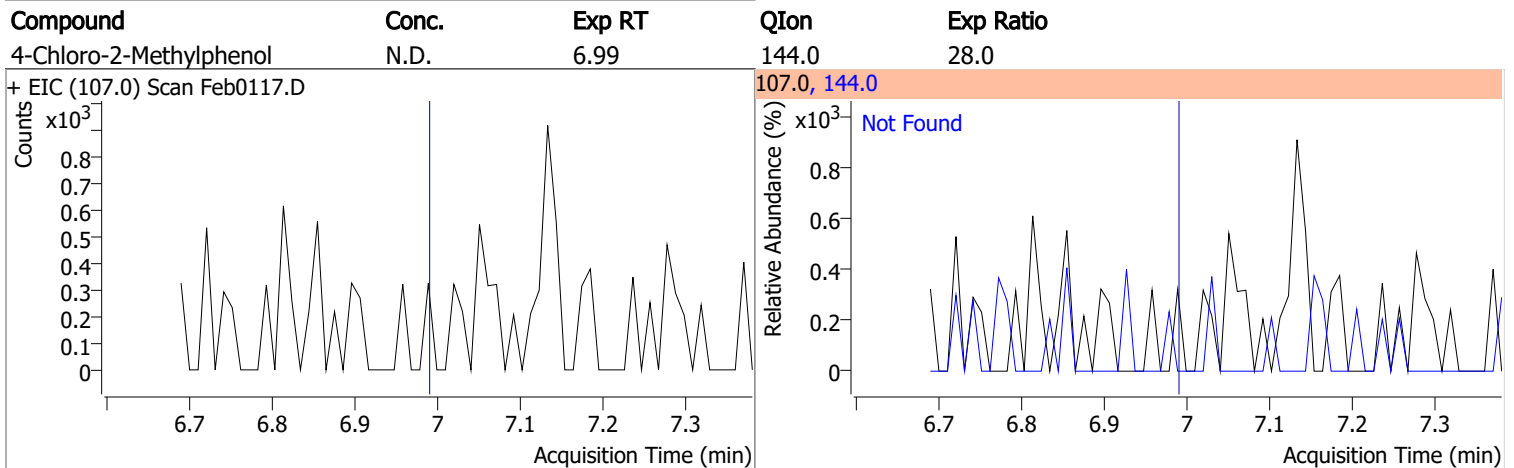 Compound Conc. Exp RT QIon Exp Ratio
4-Chloro-2-Methylphenol N.D. 6.99 144.0 28.0
+ EIC (107.0) Scan Feb0117.D
Counts
x10³
0.8
0.7
0.6
0.5
0.4
0.3
0.2
0.1
0
6.7 6.8 6.9 7 7.1 7.2 7.3
Acquisition Time (min)
107.0, 144.0
Relative Abundance (%)
x10³
Not Found
0.8
0.6
0.4
0.2
0
6.7 6.8 6.9 7 7.1 7.2 7.3
Acquisition Time (min)